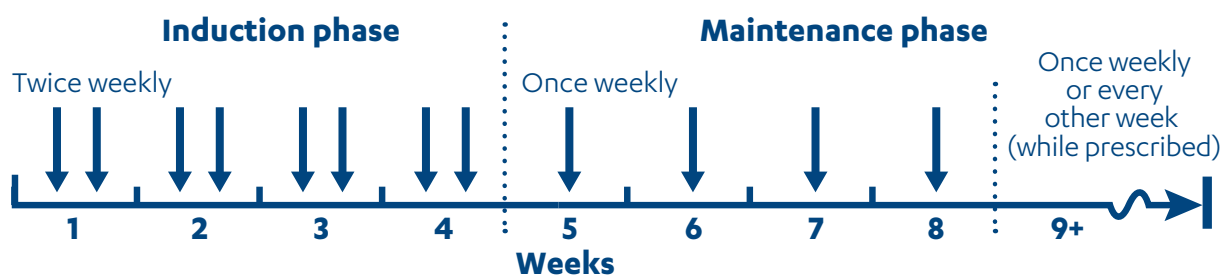 Induction phase
Maintenance phase
Twice weekly
Once weekly
Once weekly
or every
other week
(while prescribed)
1 2 3 4 5 6 7 8 9+
Weeks